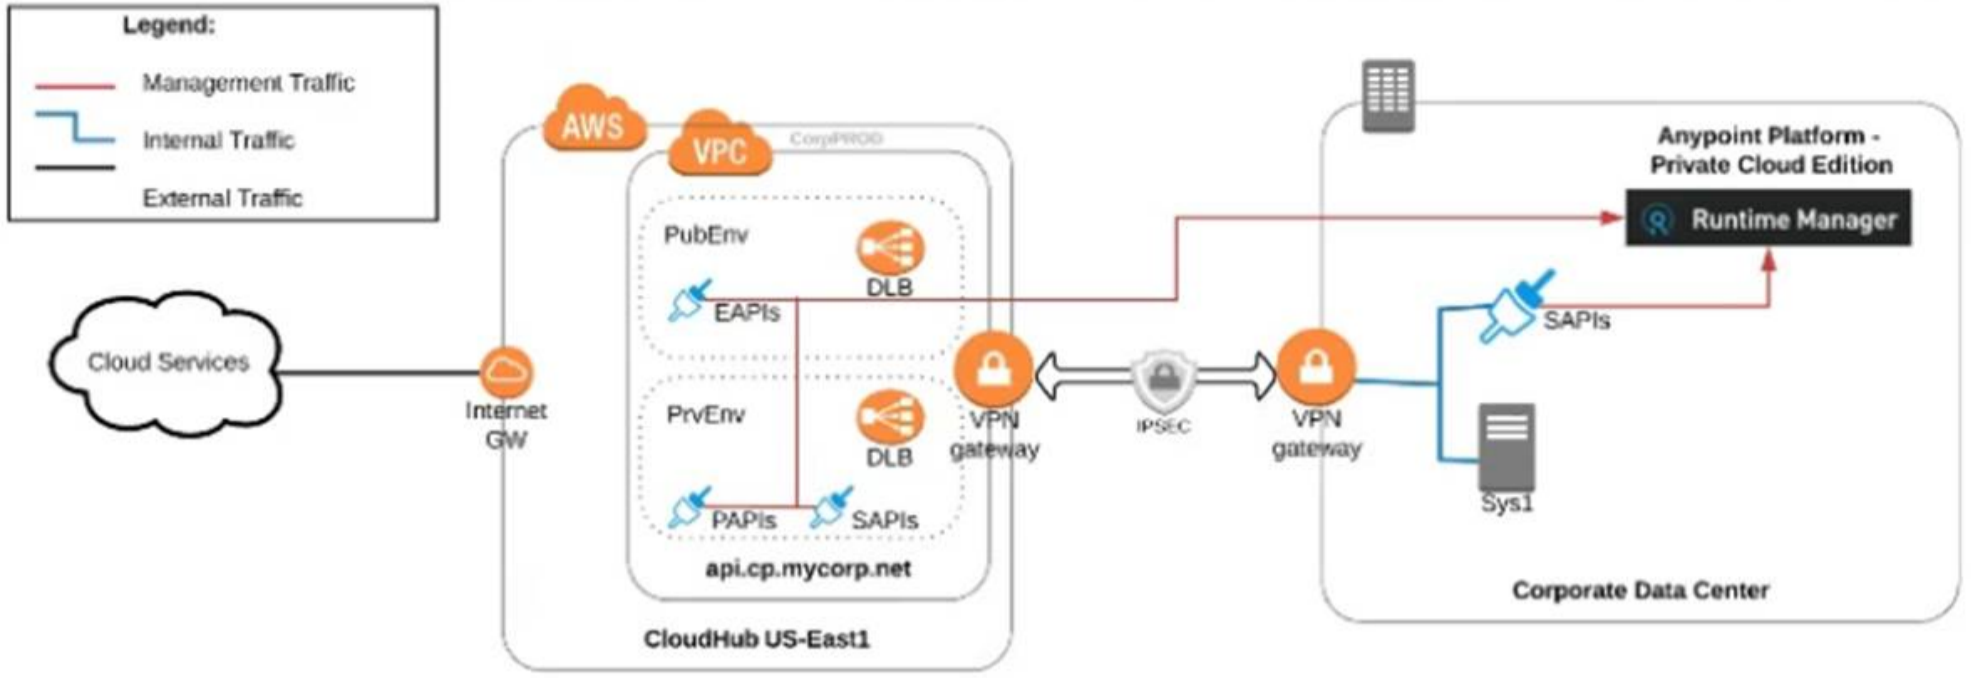 Legend:
Management Traffic
Internal Traffic
External Traffic
AWS
VPC
CorpPROD
PubEnv
DLB
EAPIs
Cloud Services
Internet
GW
PrvEnv
DLB
PAPIs
SAPIs
api.cp.mycorp.net
CloudHub US-East1
VPN
gateway
IPSEC
VPN
gateway
Anypoint Platform -
Private Cloud Edition
Runtime Manager
SAPIs
Sys1
Corporate Data Center